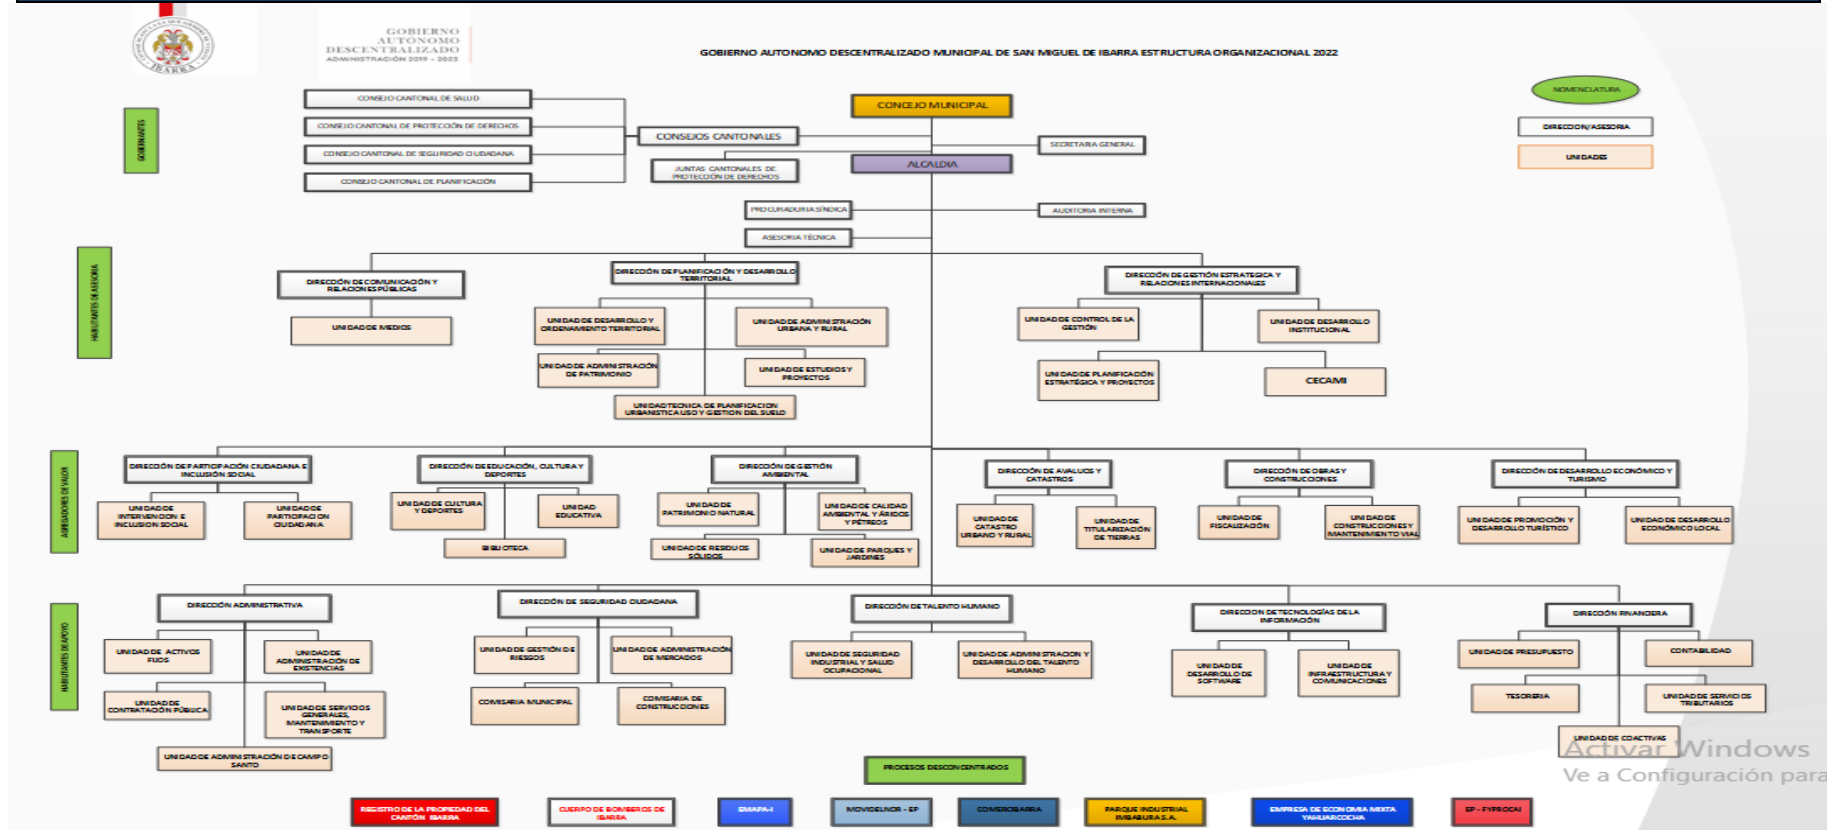 GOBIERNO
AUTÓNOMO
DESCENTRALIZADO
ADMINISTRACIÓN 2019 - 2023
IBARRA
GOBIERNO AUTONOMO DESCENTRALIZADO MUNICIPAL DE SAN MIGUEL DE IBARRA ESTRUCTURA ORGANIZACIONAL 2022
NOMENCLATURA
DIRECCION/ASESORIA
UNIDADES
GOBERNANTES
CONSEJO CANTONAL DE SALUD
CONSEJO CANTONAL DE PROTECCIÓN DE DERECHOS
CONSEJO CANTONAL DE SEGURIDAD CIUDADANA
CONSEJO CANTONAL DE PLANIFICACIÓN
CONSEJOS CANTONALES
JUNTAS CANTONALES DE
PROTECCIÓN DE DERECHOS
CONCEJO MUNICIPAL
SECRETARIA GENERAL
ALCALDIA
PROCURADURIA SÍNDICA
AUDITORIA INTERNA
ASESORIA TÉCNICA
HABILITANTES DE ASESORIA
DIRECCIÓN DE COMUNICACIÓN Y
RELACIONES PÚBLICAS
UNIDAD DE MEDIOS
DIRECCIÓN DE PLANIFICACIÓN Y DESARROLLO
TERRITORIAL
UNIDAD DE DESARROLLO Y
ORDENAMIENTO TERRITORIAL
UNIDAD DE ADMINISTRACIÓN
URBANA Y RURAL
UNIDAD DE ADMINISTRACIÓN
DE PATRIMONIO
UNIDAD DE ESTUDIOS Y
PROYECTOS
UNIDAD TECNICA DE PLANIFICACION
URBANISTICA USO Y GESTION DEL SUELO
DIRECCIÓN DE GESTIÓN ESTRATEGICA Y
RELACIONES INTERNACIONALES
UNIDAD DE CONTROL DE LA
GESTIÓN
UNIDAD DE DESARROLLO
INSTITUCIONAL
UNIDAD DE PLANIFICACIÓN
ESTRATÉGICA Y PROYECTOS
CECAMI
AGREGADORES DE VALOR
DIRECCIÓN DE PARTICIPACIÓN CIUDADANA E
INCLUSIÓN SOCIAL
UNIDAD DE
INTERVENCION E
INCLUSION SOCIAL
UNIDAD DE
PARTICIPACION
CIUDADANA
DIRECCIÓN DE EDUCACIÓN, CULTURA Y
DEPORTES
UNIDAD DE CULTURA
Y DEPORTES
UNIDAD
EDUCATIVA
BIBLIOTECA
DIRECCIÓN DE GESTIÓN
AMBIENTAL
UNIDAD DE
PATRIMONIO NATURAL
UNIDAD DE CALIDAD
AMBIENTAL Y ÁRIDOS
Y PÉTREOS
UNIDAD DE RESIDUOS
SÓLIDOS
UNIDAD DE PARQUES Y
JARDINES
DIRECCIÓN DE AVALUOS Y
CATASTROS
UNIDAD DE
CATASTRO
URBANO Y RURAL
UNIDAD DE
TITULARIZACIÓN
DE TIERRAS
DIRECCIÓN DE OBRAS Y
CONSTRUCCIONES
UNIDAD DE
FISCALIZACIÓN
UNIDAD DE
CONSTRUCCIONES Y
MANTENIMIENTO VIAL
DIRECCIÓN DE DESARROLLO ECONÓMICO Y
TURISMO
UNIDAD DE PROMOCIÓN Y
DESARROLLO TURÍSTICO
UNIDAD DE DESARROLLO
ECONÓMICO LOCAL
HABILITANTES DE APOYO
DIRECCIÓN ADMINISTRATIVA
UNIDAD DE ACTIVOS
FIJOS
UNIDAD DE
ADMINISTRACIÓN DE
EXISTENCIAS
UNIDAD DE
CONTRATACIÓN PÚBLICA
UNIDAD DE SERVICIOS
GENERALES,
MANTENIMIENTO Y
TRANSPORTE
UNIDAD DE ADMINISTRACIÓN DE CAMPO
SANTO
DIRECCIÓN DE SEGURIDAD CIUDADANA
UNIDAD DE GESTIÓN DE
RIESGOS
UNIDAD DE ADMINISTRACIÓN
DE MERCADOS
COMISARIA MUNICIPAL
COMISARIA DE
CONSTRUCCIONES
DIRECCIÓN DE TALENTO HUMANO
UNIDAD DE SEGURIDAD
INDUSTRIAL Y SALUD
OCUPACIONAL
UNIDAD DE ADMINISTRACION Y
DESARROLLO DEL TALENTO
HUMANO
DIRECCION DE TECNOLOGÍAS DE LA
INFORMACIÓN
UNIDAD DE
DESARROLLO DE
SOFTWARE
UNIDAD DE
INFRAESTRUCTURA Y
COMUNICACIONES
DIRECCIÓN FINANCIERA
UNIDAD DE PRESUPUESTO
CONTABILIDAD
TESORERIA
UNIDAD DE SERVICIOS
TRIBUTARIOS
UNIDAD DE COACTIVAS
Activar Windows
Ve a Configuración para
PROCESOS DESCONCENTRADOS
REGISTRO DE LA PROPIEDAD DEL
CANTÓN IBARRA
CUERPO DE BOMBEROS DE
IBARRA
EMAPA-I
MOVIDELNOR - EP
COMERCIBARRA
PARQUE INDUSTRIAL
IMBABURA S.A.
EMPRESA DE ECONOMIA MIXTA
YAHUARCOCHA
EP - FYPROCAI